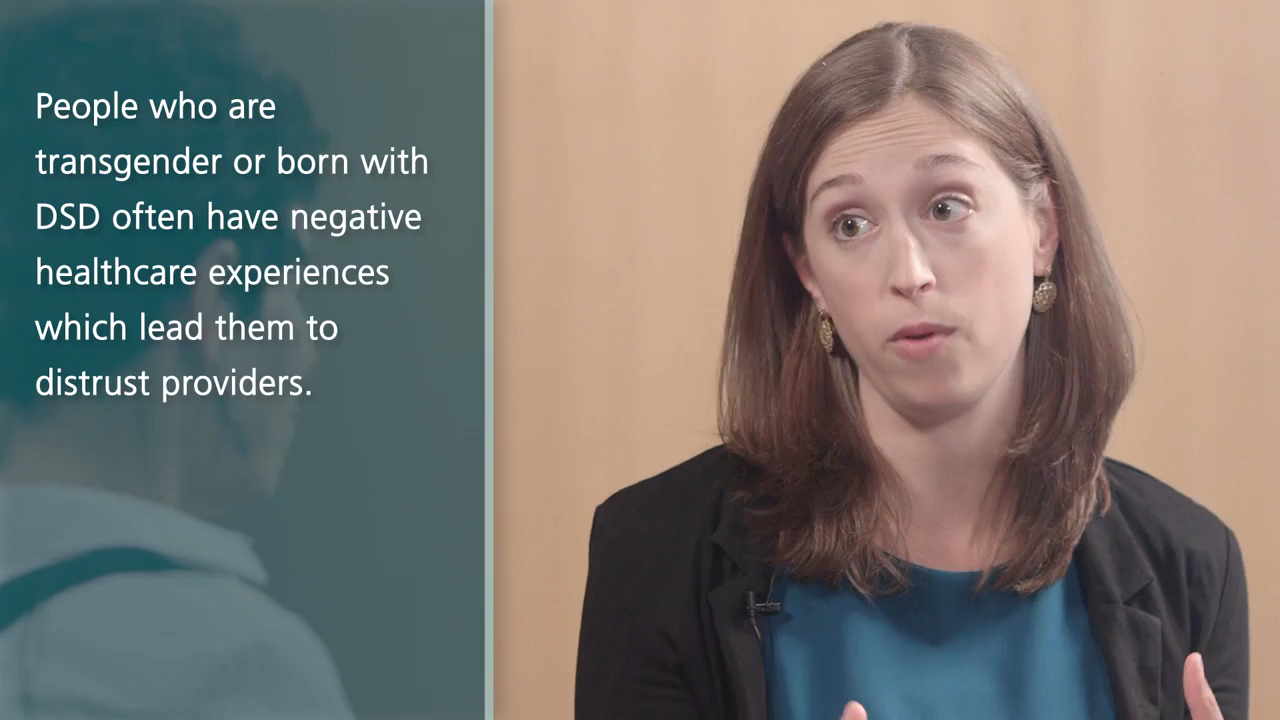 People who are
transgender or born with
DSD often have negative
healthcare experiences
which lead them to
distrust providers.